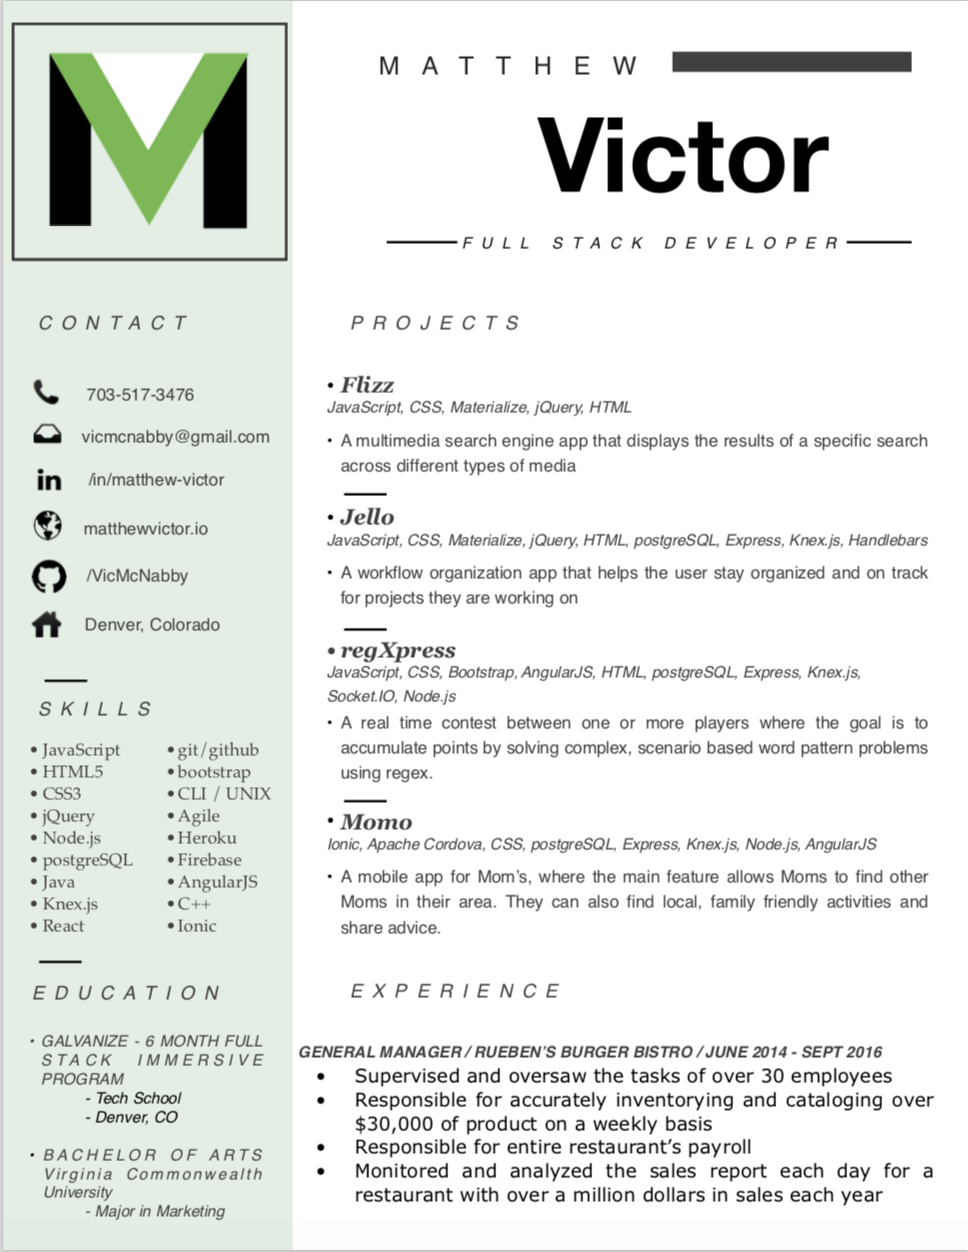 M
MATTHEW
Victor
FULL STACK DEVELOPER
CONTACT
703-517-3476
vicmcnabby@gmail.com
in /in/matthew-victor
matthewvictor.io
/VicMcNabby
Denver, Colorado
SKILLS
• JavaScript
• HTML5
• CSS3
• jQuery
• Node.js
• postgreSQL
• Java
• Knex.js
• React
• git/github
• bootstrap
• CLI / UNIX
• Agile
• Heroku
• Firebase
• AngularJS
• C++
• Ionic
EDUCATION
• GALVANIZE - 6 MONTH FULL
STACK IMMERSIVE
PROGRAM
- Tech School
- Denver, CO
• BACHELOR OF ARTS
Virginia Commonwealth
University
- Major in Marketing
PROJECTS
• Flizz
JavaScript, CSS, Materialize, jQuery, HTML
• A multimedia search engine app that displays the results of a specific search
across different types of media
• Jello
JavaScript, CSS, Materialize, jQuery, HTML, postgreSQL, Express, Knex.js, Handlebars
• A workflow organization app that helps the user stay organized and on track
for projects they are working on
• regXpress
JavaScript, CSS, Bootstrap, AngularJS, HTML, postgreSQL, Express, Knex.js,
Socket.IO, Node.js
• A real time contest between one or more players where the goal is to
accumulate points by solving complex, scenario based word pattern problems
using regex.
• Momo
Ionic, Apache Cordova, CSS, postgreSQL, Express, Knex.js, Node.js, AngularJS
• A mobile app for Mom's, where the main feature allows Moms to find other
Moms in their area. They can also find local, family friendly activities and
share advice.
EXPERIENCE
GENERAL MANAGER / RUEBEN'S BURGER BISTRO / JUNE 2014 - SEPT 2016
• Supervised and oversaw the tasks of over 30 employees
• Responsible for accurately inventorying and cataloging over
$30,000 of product on a weekly basis
• Responsible for entire restaurant's payroll
• Monitored and analyzed the sales report each day for a
restaurant with over a million dollars in sales each year